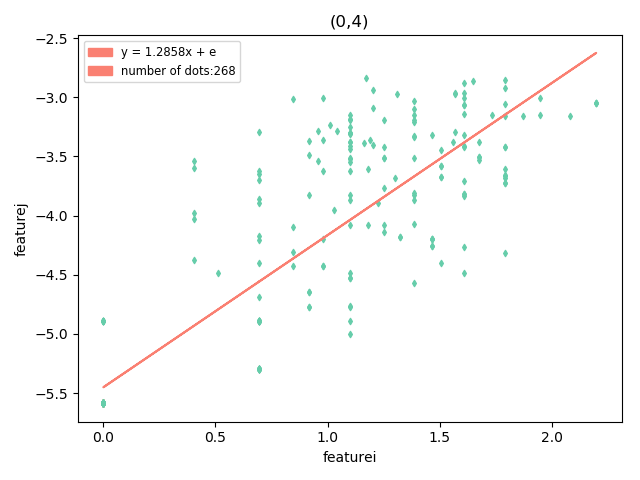 (0,4)
y = 1.2858x + e
number of dots:268
−2.5
−3.0
−3.5
−4.0
−4.5
−5.0
−5.5
featurej
0.0 0.5 1.0 1.5 2.0
featurei